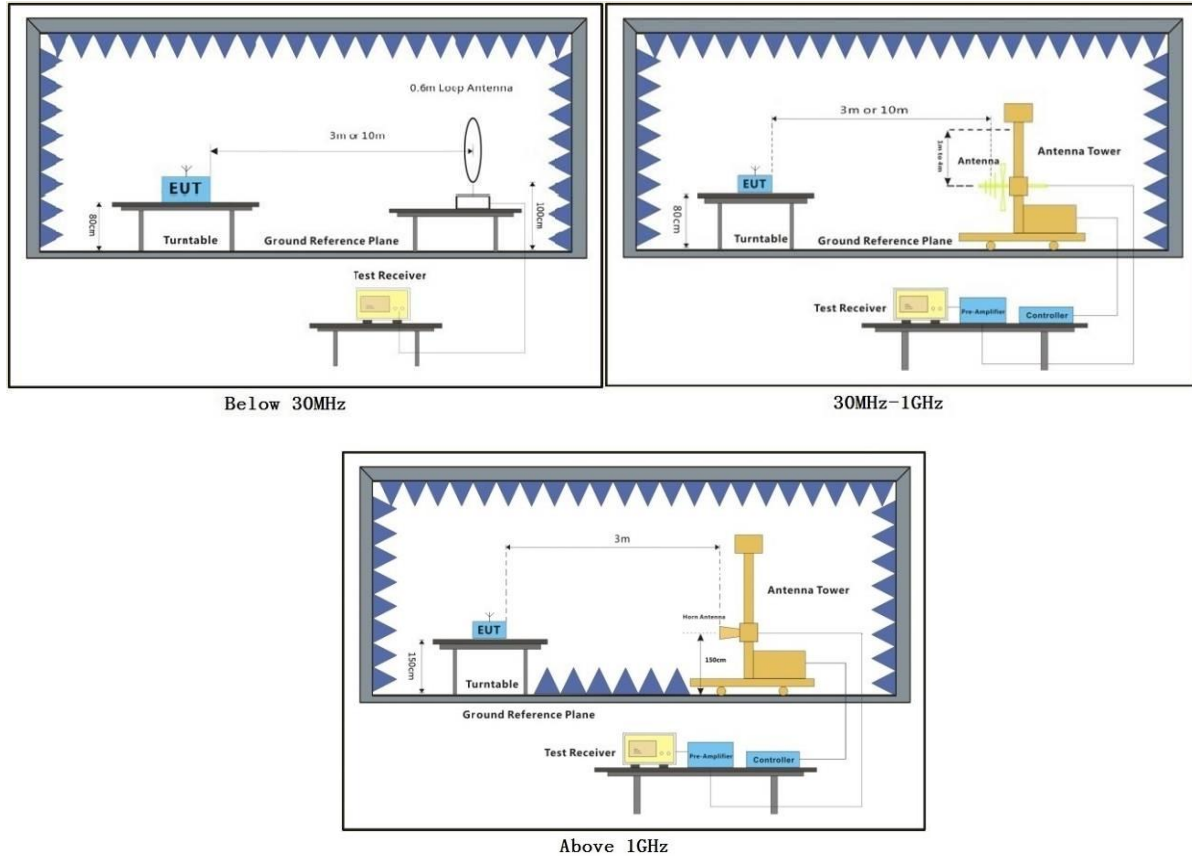 0.6m Loop Antenna
3m or 10m
EUT
80cm
100cm
Turntable
Ground Reference Plane
Test Receiver
Below 30MHz
3m or 10m
1m to 4m
Antenna
Antenna Tower
EUT
80cm
Turntable
Ground Reference Plane
Test Receiver
Pre-Amplifier
Controller
30MHz-1GHz
3m
Antenna Tower
Horn Antenna
EUT
150cm
150cm
Turntable
Ground Reference Plane
Test Receiver
Pre-Amplifier
Controller
Above 1GHz